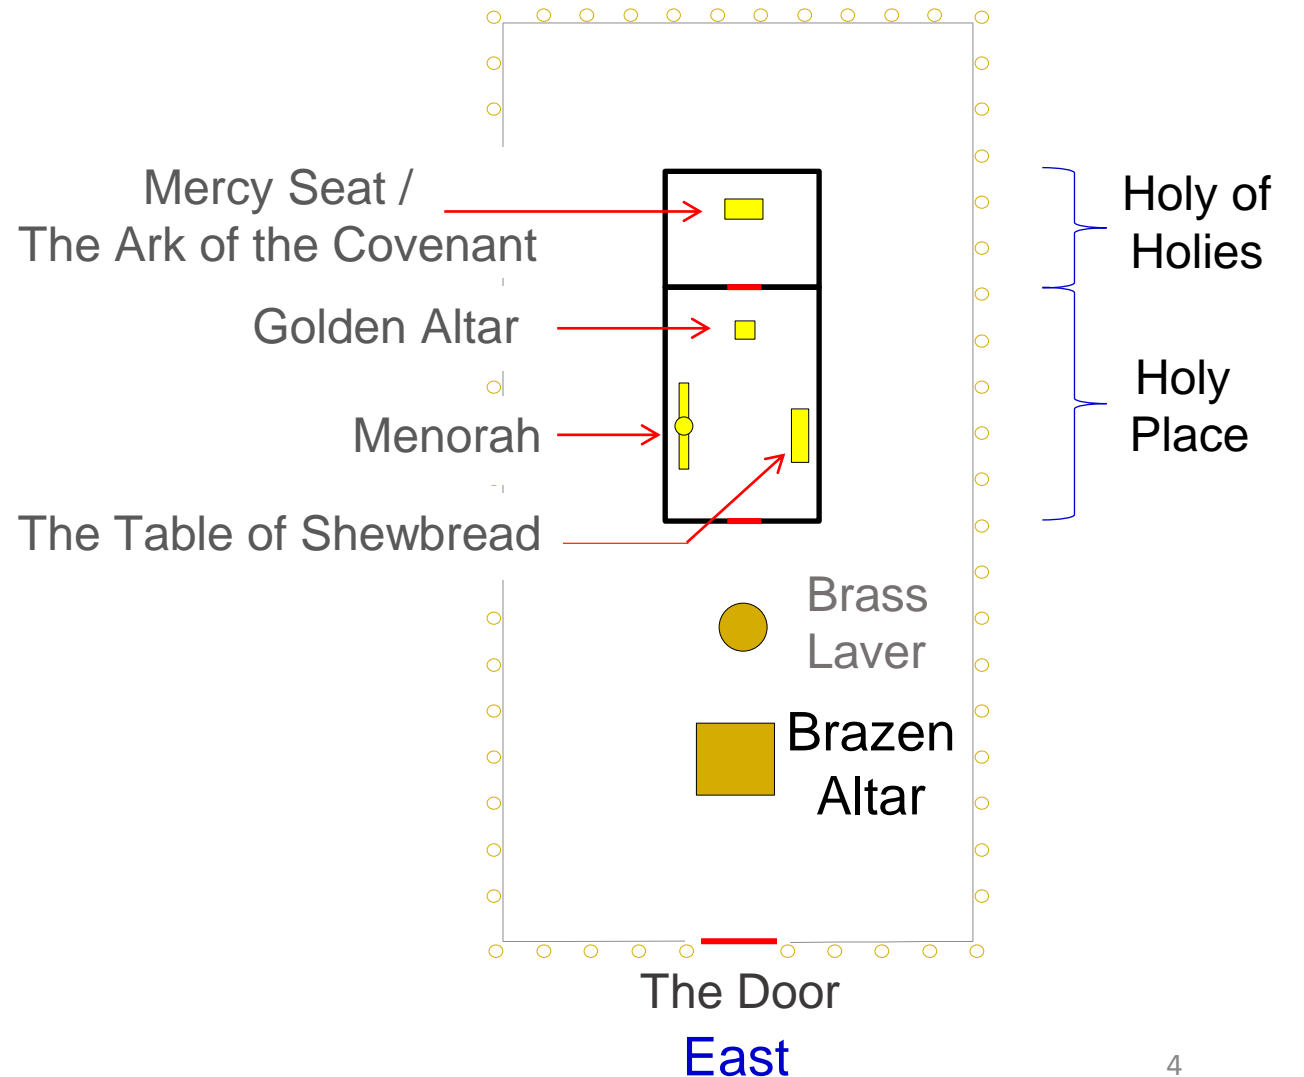 Mercy Seat /
The Ark of the Covenant
Golden Altar
Menorah
The Table of Shewbread
Holy of
Holies
Holy
Place
Brass
Laver
Brazen
Altar
The Door
East
4